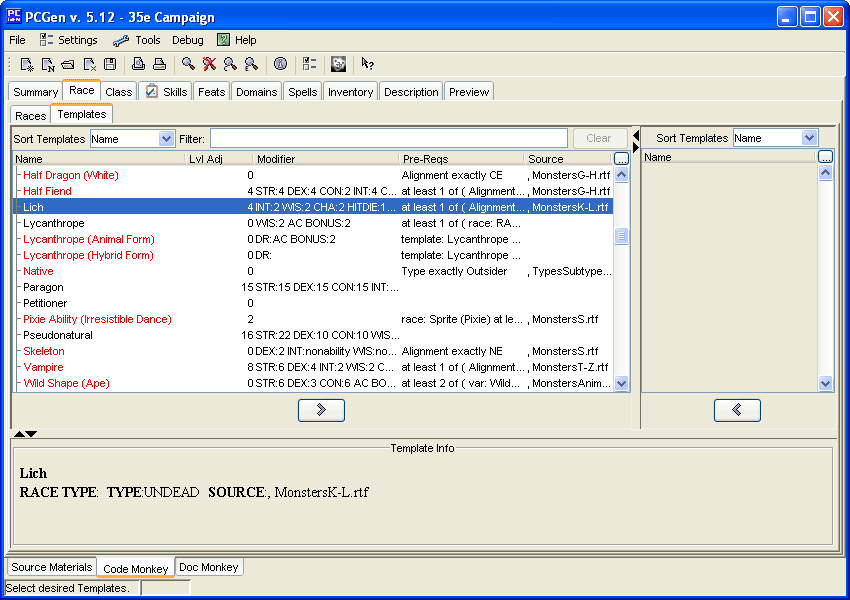 PCGen v. 5.12 - 35e Campaign
File Settings Tools Debug Help
Summary Race Class Skills Feats Domains Spells Inventory Description Preview
Races Templates
Sort Templates Name Filter: Clear Sort Templates Name
Name Lvl Adj Modifier Pre-Reqs Source ... Name ...
Half Dragon (White) 0 Alignment exactly CE , MonstersG-H.rtf
Half Fiend 4 STR:4 DEX:4 CON:2 INT:4 C... at least 1 of ( Alignment... , MonstersG-H.rtf
Lich 4 INT:2 WIS:2 CHA:2 HITDIE:1... at least 1 of ( Alignment... , MonstersK-L.rtf
Lycanthrope 0 WIS:2 AC BONUS:2 at least 1 of ( race: RA...
Lycanthrope (Animal Form) 0 DR:AC BONUS:2 template: Lycanthrope ...
Lycanthrope (Hybrid Form) 0 DR: template: Lycanthrope ...
Native 0 Type exactly Outsider , TypesSubtype...
Paragon 15 STR:15 DEX:15 CON:15 INT:...
Petitioner 0
Pixie Ability (Irresistible Dance) 2 race: Sprite (Pixie) at le... , MonstersS.rtf
Pseudonatural 16 STR:22 DEX:10 CON:10 WIS...
Skeleton 0 DEX:2 INT:nonability WIS:no... Alignment exactly NE , MonstersS.rtf
Vampire 8 STR:6 DEX:4 INT:2 WIS:2 C... at least 1 of ( Alignment... , MonstersT-Z.rtf
Wild Shape (Ape) 0 STR:6 DEX:3 CON:6 AC BO... at least 2 of ( var: Wild... , MonstersAnim...
Template Info
Lich
RACE TYPE: TYPE:UNDEAD SOURCE:, MonstersK-L.rtf
Source Materials Code Monkey Doc Monkey
Select desired Templates.